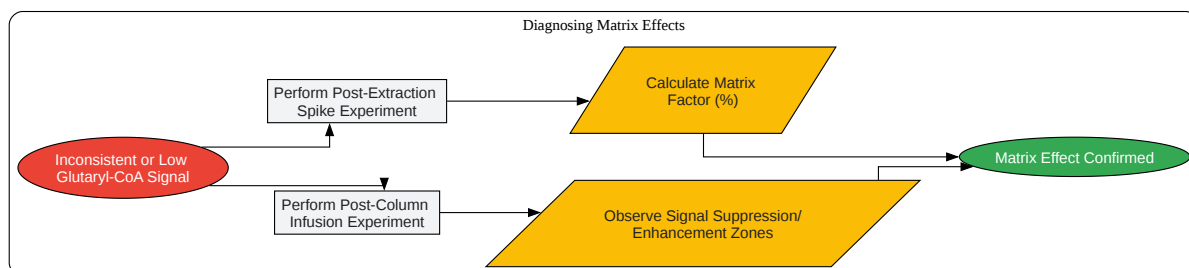 Diagnosing Matrix Effects
Inconsistent or Low
Glutaryl-CoA Signal
Perform Post-Extraction
Spike Experiment
Calculate Matrix
Factor (%)
Perform Post-Column
Infusion Experiment
Observe Signal Suppression/
Enhancement Zones
Matrix Effect Confirmed